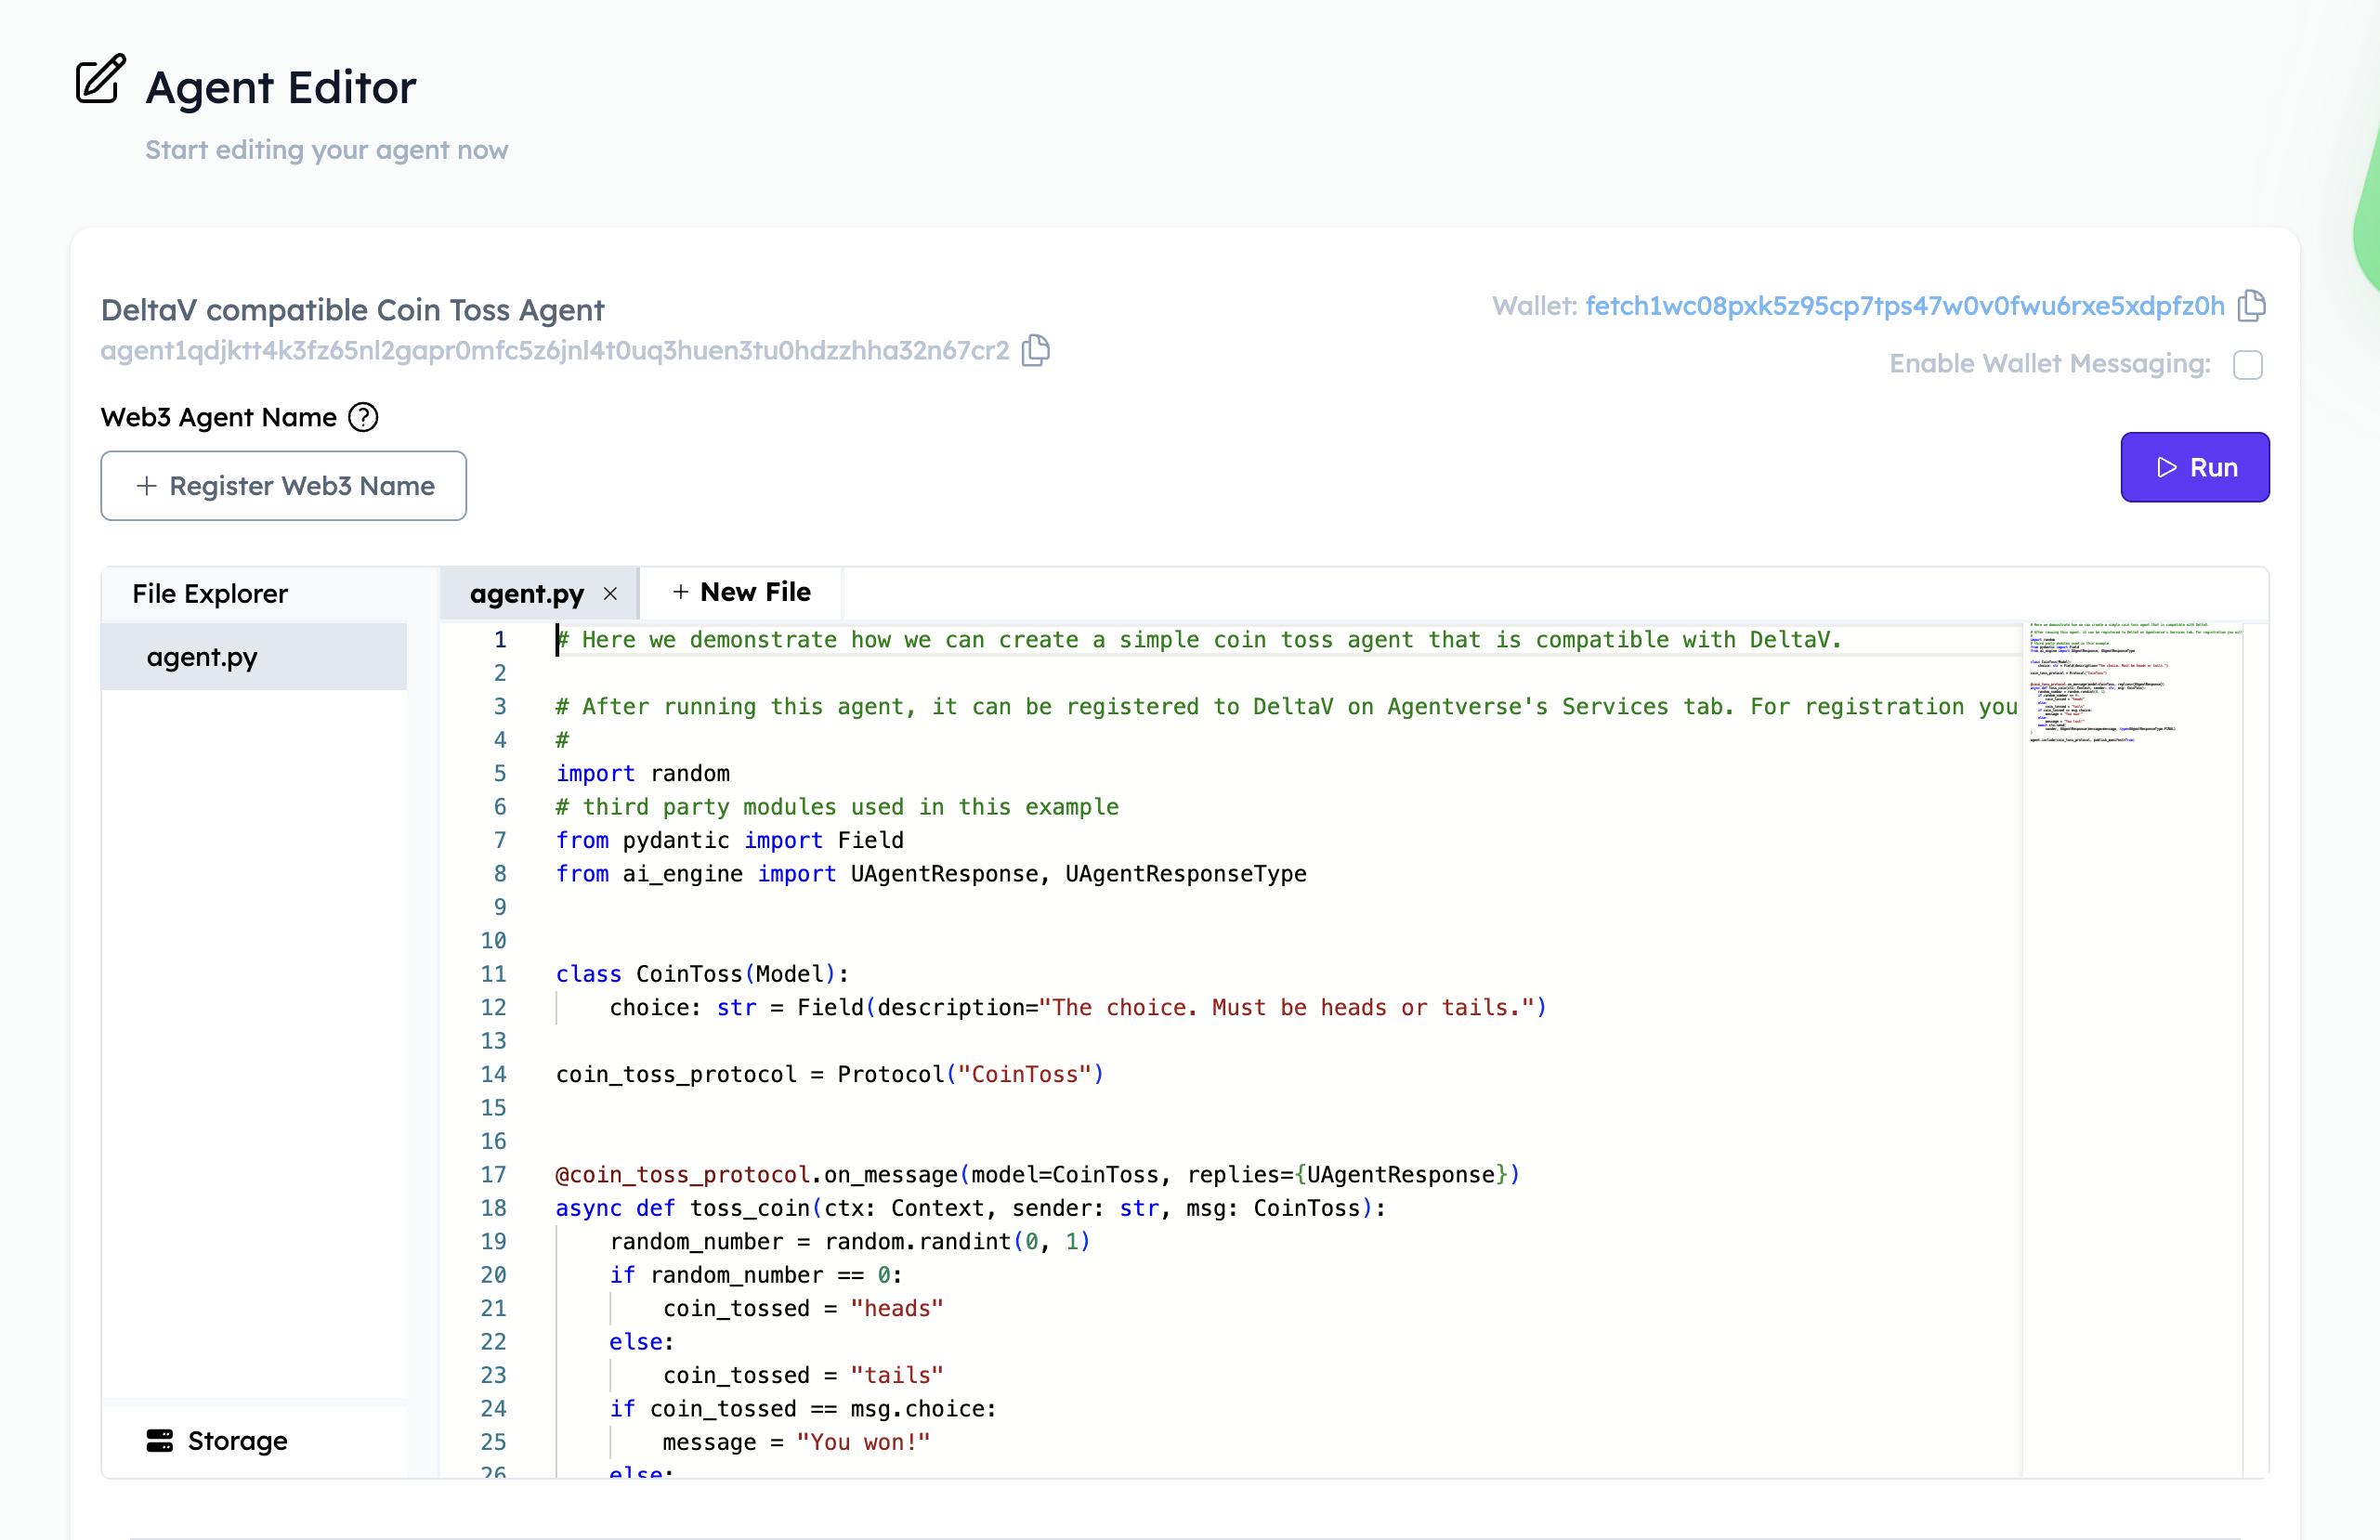 Agent Editor
Start editing your agent now
DeltaV compatible Coin Toss Agent
agent1qdjktt4k3fz65nl2gapr0mfc5z6jnl4t0uq3huen3tu0hdzzhha32n67cr2
Wallet: fetch1wc08pxk5z95cp7tps47w0v0fwu6rxe5xdpfz0h
Enable Wallet Messaging:
Web3 Agent Name ?
+ Register Web3 Name
Run
File Explorer
agent.py ×
+ New File
agent.py
1 # Here we demonstrate how we can create a simple coin toss agent that is compatible with DeltaV.
2
3 # After running this agent, it can be registered to DeltaV on Agentverse's Services tab. For registration you
4 #
5 import random
6 # third party modules used in this example
7 from pydantic import Field
8 from ai_engine import UAgentResponse, UAgentResponseType
9
10
11 class CoinToss(Model):
12     choice: str = Field(description="The choice. Must be heads or tails.")
13
14 coin_toss_protocol = Protocol("CoinToss")
15
16
17 @coin_toss_protocol.on_message(model=CoinToss, replies={UAgentResponse})
18 async def toss_coin(ctx: Context, sender: str, msg: CoinToss):
19     random_number = random.randint(0, 1)
20     if random_number == 0:
21         coin_tossed = "heads"
22     else:
23         coin_tossed = "tails"
24     if coin_tossed == msg.choice:
25         message = "You won!"
26     else:
Storage